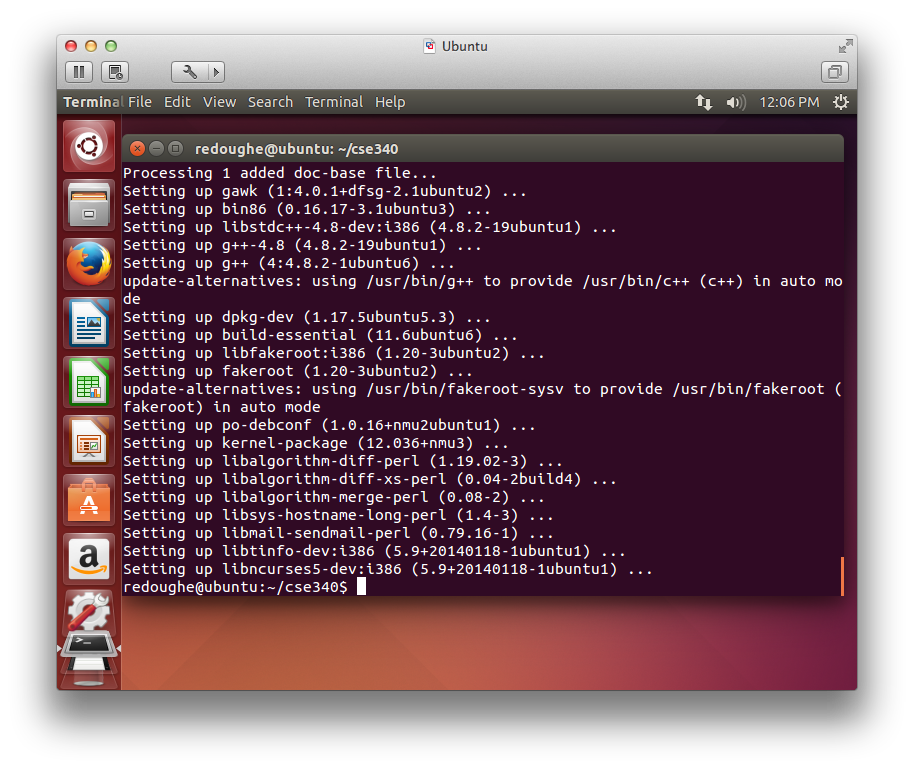 Ubuntu
Terminal File Edit View Search Terminal Help 12:06 PM
redoughe@ubuntu: ~/cse340
Processing 1 added doc-base file...
Setting up gawk (1:4.0.1+dfsg-2.1ubuntu2) ...
Setting up bin86 (0.16.17-3.1ubuntu3) ...
Setting up libstdc++-4.8-dev:i386 (4.8.2-19ubuntu1) ...
Setting up g++-4.8 (4.8.2-19ubuntu1) ...
Setting up g++ (4:4.8.2-1ubuntu6) ...
update-alternatives: using /usr/bin/g++ to provide /usr/bin/c++ (c++) in auto mo
de
Setting up dpkg-dev (1.17.5ubuntu5.3) ...
Setting up build-essential (11.6ubuntu6) ...
Setting up libfakeroot:i386 (1.20-3ubuntu2) ...
Setting up fakeroot (1.20-3ubuntu2) ...
update-alternatives: using /usr/bin/fakeroot-sysv to provide /usr/bin/fakeroot (
fakeroot) in auto mode
Setting up po-debconf (1.0.16+nmu2ubuntu1) ...
Setting up kernel-package (12.036+nmu3) ...
Setting up libalgorithm-diff-perl (1.19.02-3) ...
Setting up libalgorithm-diff-xs-perl (0.04-2build4) ...
Setting up libalgorithm-merge-perl (0.08-2) ...
Setting up libsys-hostname-long-perl (1.4-3) ...
Setting up libmail-sendmail-perl (0.79.16-1) ...
Setting up libtinfo-dev:i386 (5.9+20140118-1ubuntu1) ...
Setting up libncurses5-dev:i386 (5.9+20140118-1ubuntu1) ...
redoughe@ubuntu:~/cse340$